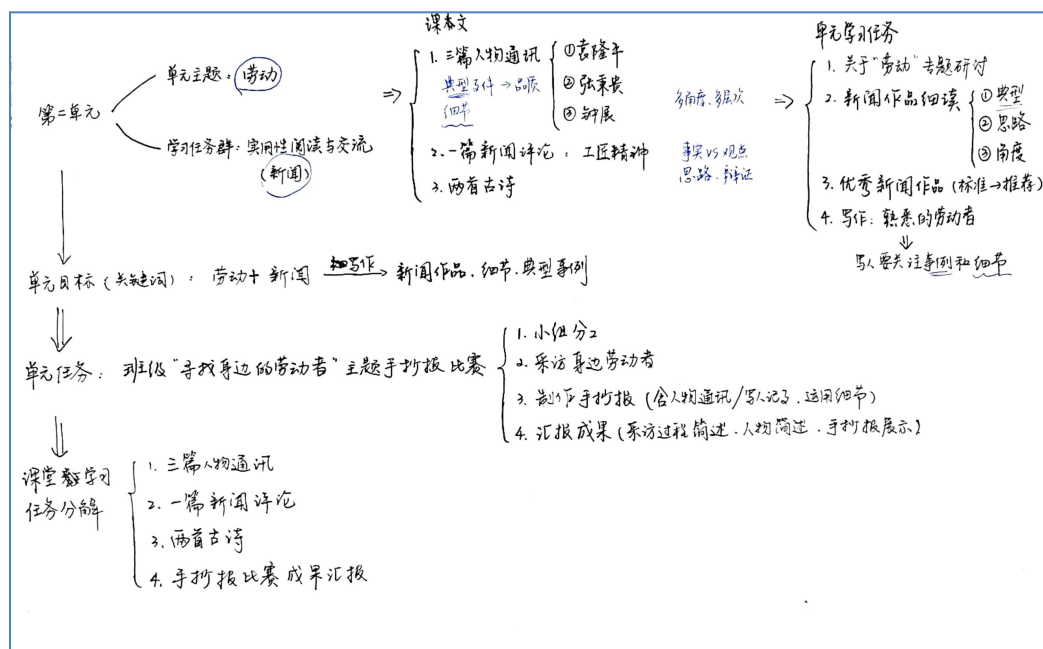 第二单元
单元主题：劳动
学习任务群：实用性阅读与交流
（新闻）
课本文
1. 三篇人物通讯
①袁隆平
②张秉贵
③钟扬
典型事件→品质
细节
多角度、多层次
2. 一篇新闻评论：工匠精神
事实VS观点
思路、辩证
3. 两首古诗
单元学习任务
1. 关于“劳动”专题研讨
2. 新闻作品细读
①典型
②思路
③角度
3. 优秀新闻作品（标准→推荐）
4. 写作：熟悉的劳动者
写人要关注事例和细节
单元目标（关键词）：劳动+新闻 写作 新闻作品、细节、典型事例
单元任务：班级“寻找身边的劳动者”主题手抄报比赛
1. 小组分工
2. 采访身边劳动者
3. 制作手抄报（含人物通讯/写人记事、运用细节）
4. 汇报成果（采访过程简述、人物简述、手抄报展示）
课堂学习
任务分解
1. 三篇人物通讯
2. 一篇新闻评论
3. 两首古诗
4. 手抄报比赛成果汇报